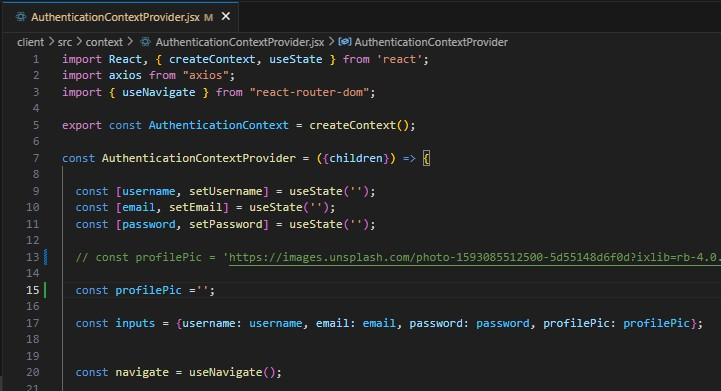 AuthenticationContextProvider.jsx M X
client > src > context > AuthenticationContextProvider.jsx > AuthenticationContextProvider
1 import React, { createContext, useState } from 'react';
2 import axios from "axios";
3 import { useNavigate } from "react-router-dom";
4
5 export const AuthenticationContext = createContext();
6
7 const AuthenticationContextProvider = ({children}) => {
8
9 const [username, setUsername] = useState('');
10 const [email, setEmail] = useState('');
11 const [password, setPassword] = useState('');
12
13 // const profilePic = 'https://images.unsplash.com/photo-1593085512500-5d55148d6f0d?ixlib=rb-4.0.
14
15 const profilePic ='';
16
17 const inputs = {username: username, email: email, password: password, profilePic: profilePic};
18
19
20 const navigate = useNavigate();
21